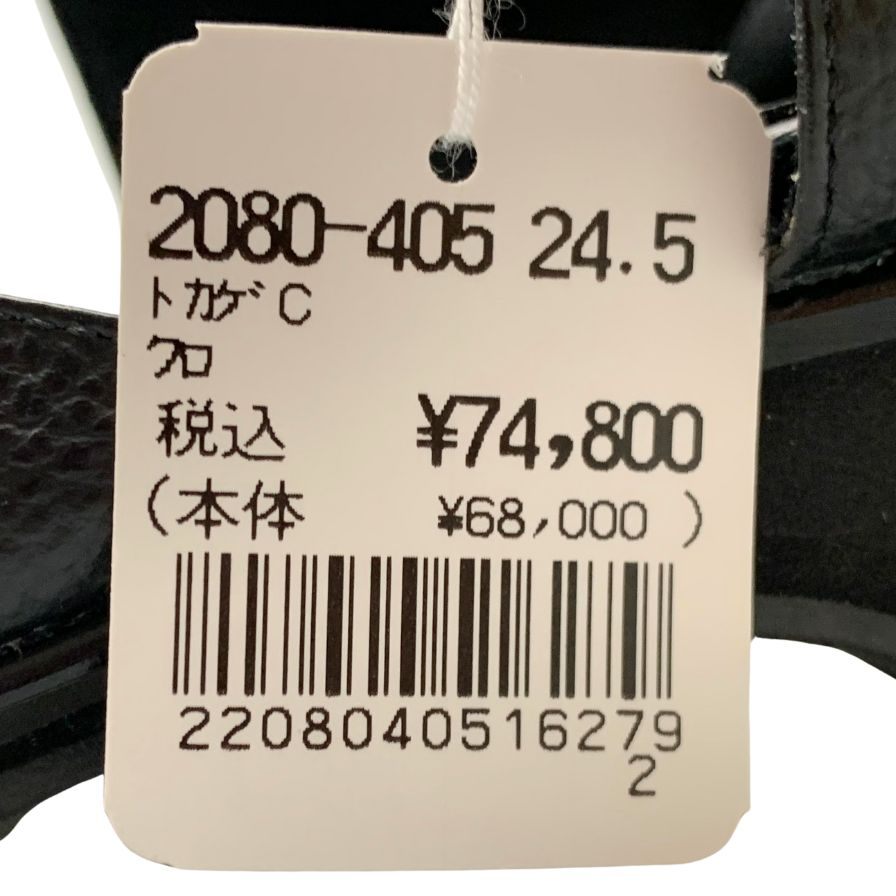 2080-405 24.5
トカゲC
クロ
税込 ¥74,800
(本体 ¥68,000 )
2208040516279
2